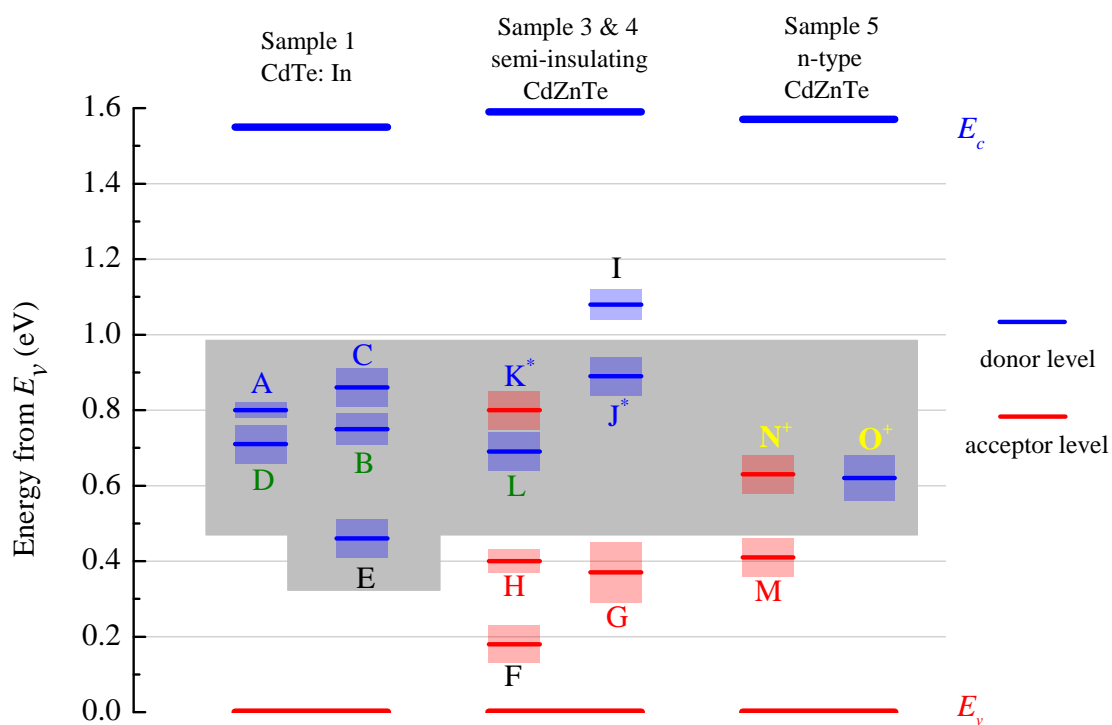 Sample 1
CdTe: In
Sample 3 & 4
semi-insulating
CdZnTe
Sample 5
n-type
CdZnTe
Energy from E_v (eV)
1.6
1.4
1.2
1.0
0.8
0.6
0.4
0.2
0.0
E_c
I
C
A
K*
J*
N+
O+
D
B
L
E
H
G
M
F
donor level
acceptor level
E_v